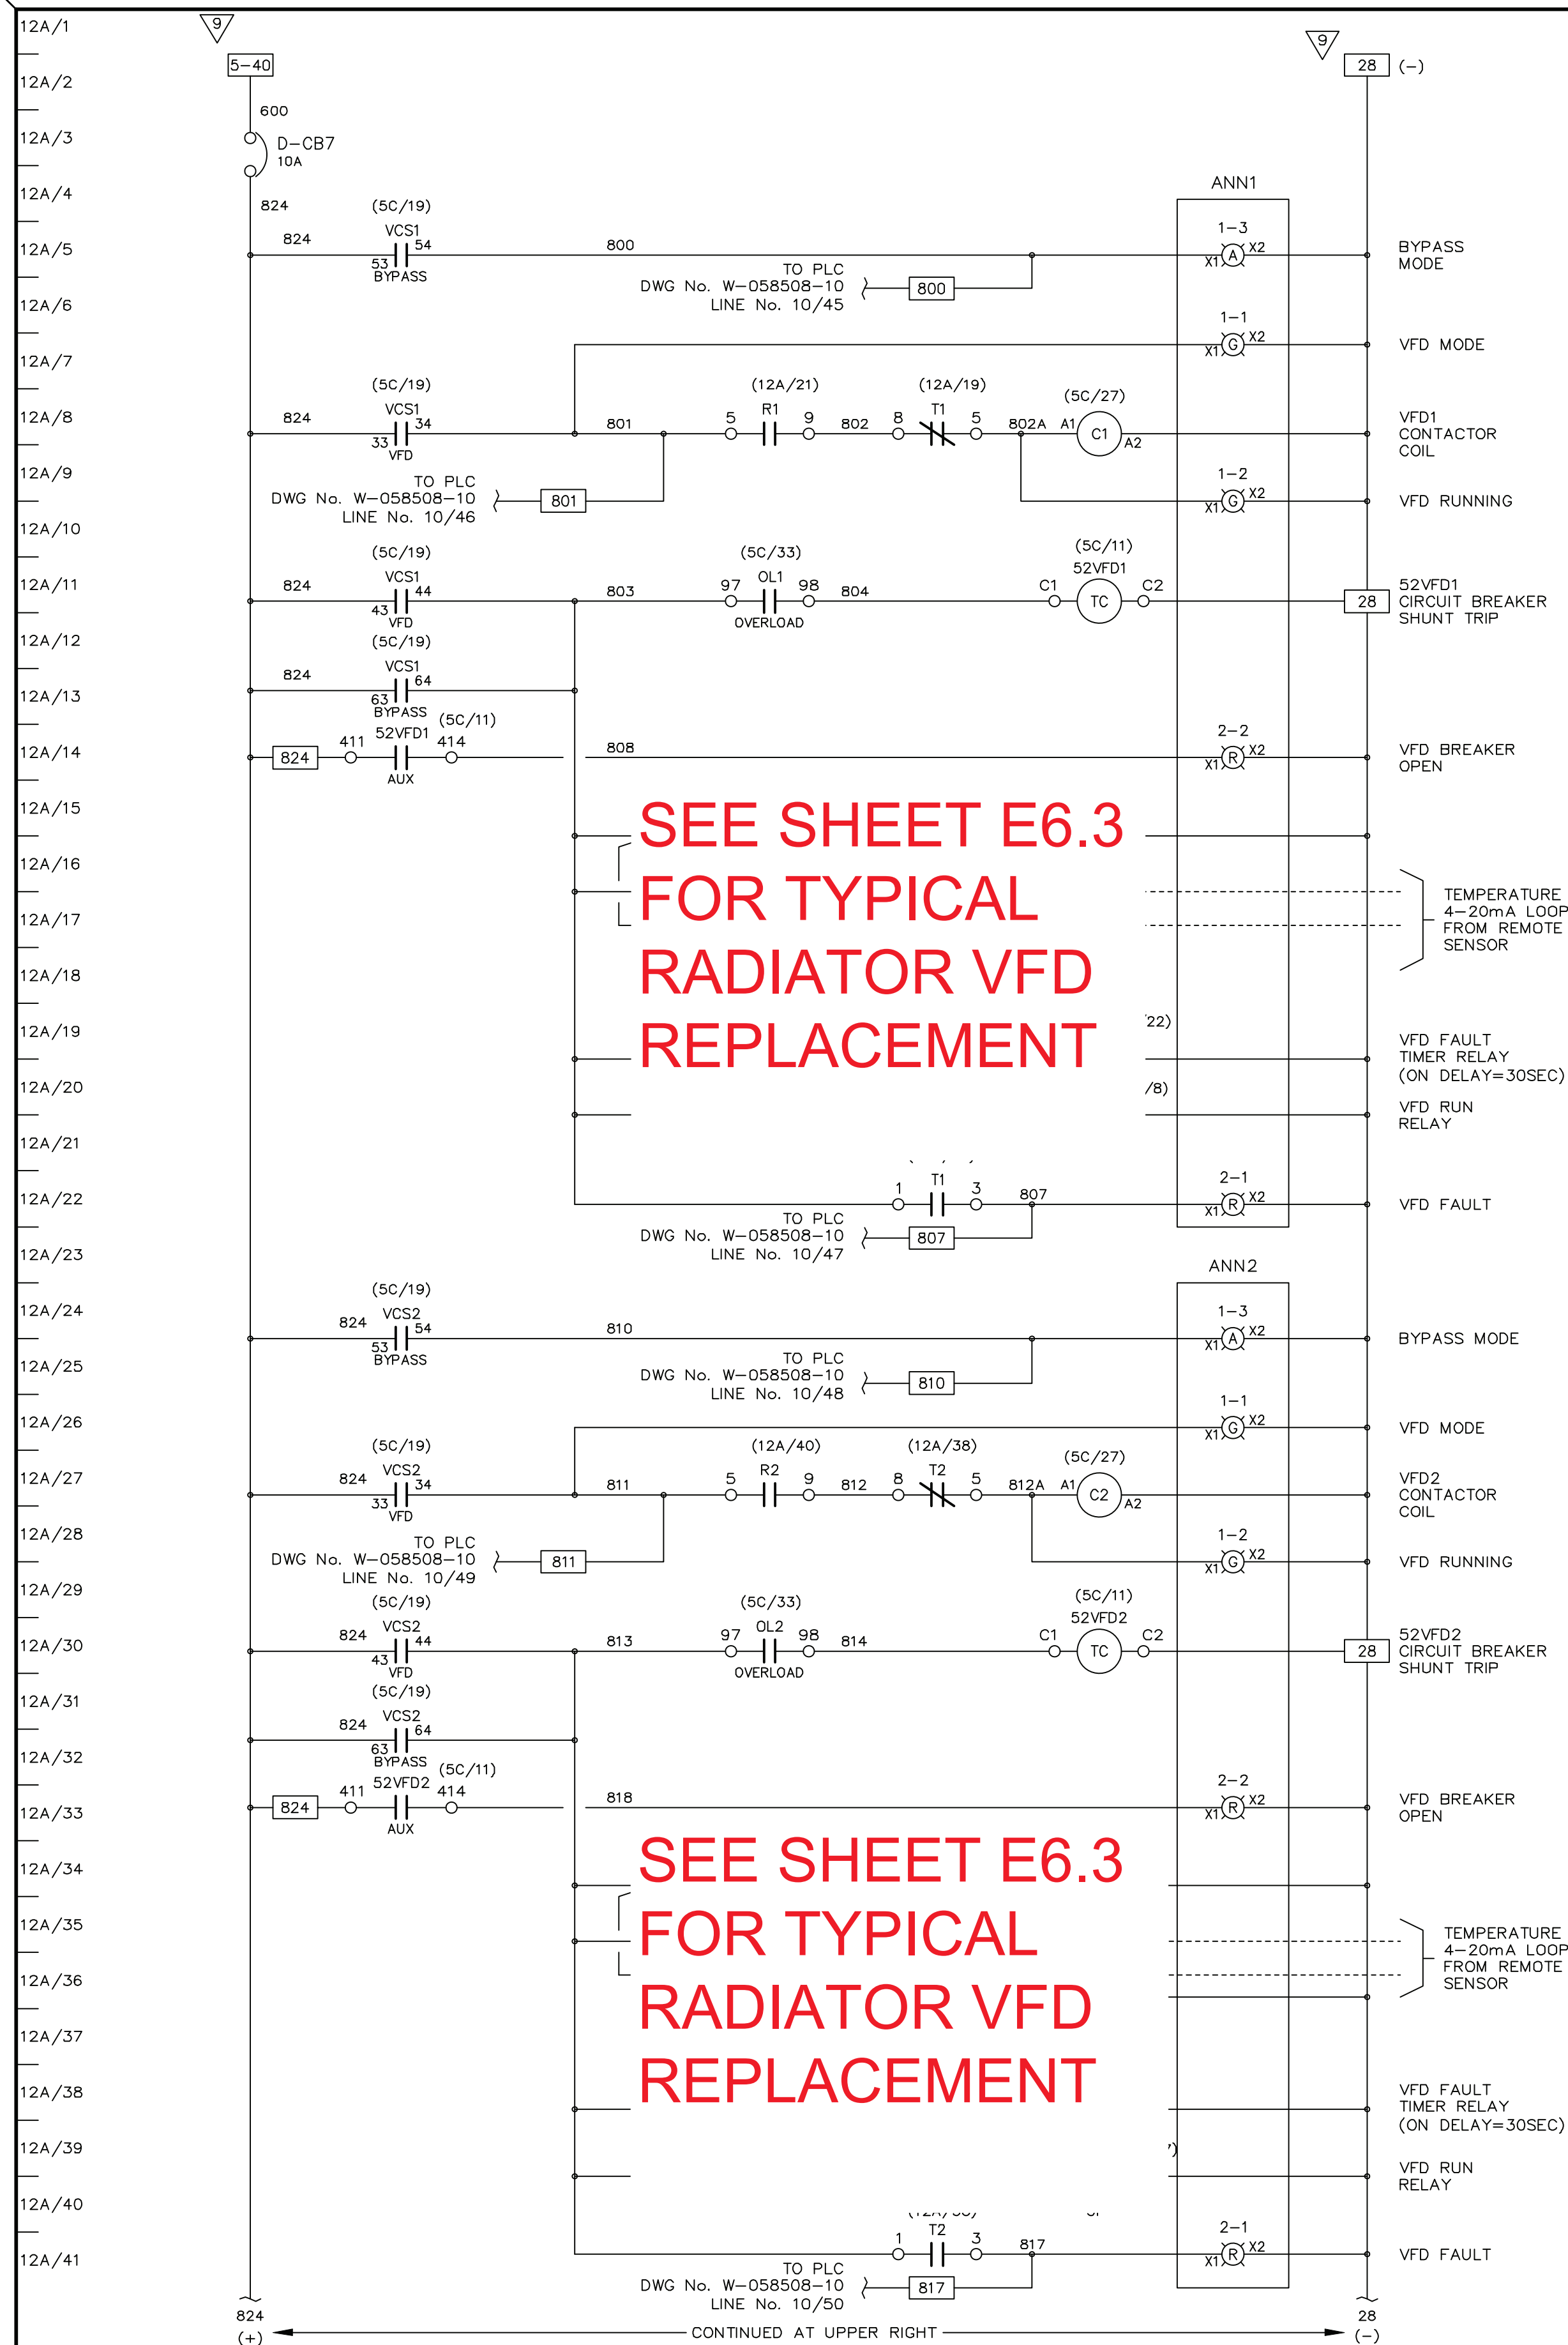 12A/1
9
9
5-40
28 (-)
12A/2
600
12A/3
D-CB7
10A
12A/4
ANN1
824
(5C/19)
VCS1
1-3
12A/5
824
53 54
800
X1 A X2
BYPASS
MODE
BYPASS
TO PLC
DWG No. W-058508-10
LINE No. 10/45
800
12A/6
1-1
X1 G X2
VFD MODE
12A/7
(5C/19)
(12A/21)
(12A/19)
(5C/27)
12A/8
824
VCS1
33 34
VFD
801
5 R1 9
802
8 T1 5
802A
A1 C1 A2
VFD1
CONTACTOR
COIL
12A/9
TO PLC
DWG No. W-058508-10
LINE No. 10/46
801
1-2
X1 G X2
VFD RUNNING
12A/10
(5C/19)
(5C/33)
(5C/11)
12A/11
824
VCS1
43 44
VFD
803
97 OL1 98
OVERLOAD
804
52VFD1
C1 TC C2
28
52VFD1
CIRCUIT BREAKER
SHUNT TRIP
12A/12
(5C/19)
VCS1
824
63 64
BYPASS
12A/13
(5C/11)
12A/14
824
411 52VFD1 414
AUX
808
2-2
X1 R X2
VFD BREAKER
OPEN
12A/15
SEE SHEET E6.3
FOR TYPICAL
RADIATOR VFD
REPLACEMENT
12A/16
12A/17
TEMPERATURE
4-20mA LOOP
FROM REMOTE
SENSOR
12A/18
12A/19
22)
VFD FAULT
TIMER RELAY
(ON DELAY=30SEC)
12A/20
/8)
VFD RUN
RELAY
12A/21
12A/22
1 T1 3
807
2-1
X1 R X2
VFD FAULT
TO PLC
DWG No. W-058508-10
LINE No. 10/47
807
12A/23
ANN2
(5C/19)
12A/24
824
VCS2
53 54
BYPASS
810
1-3
X1 A X2
BYPASS MODE
12A/25
TO PLC
DWG No. W-058508-10
LINE No. 10/48
810
12A/26
1-1
X1 G X2
VFD MODE
(5C/19)
(12A/40)
(12A/38)
(5C/27)
12A/27
824
VCS2
33 34
VFD
811
5 R2 9
812
8 T2 5
812A
A1 C2 A2
VFD2
CONTACTOR
COIL
12A/28
TO PLC
DWG No. W-058508-10
LINE No. 10/49
811
1-2
X1 G X2
VFD RUNNING
12A/29
(5C/19)
(5C/33)
(5C/11)
12A/30
824
VCS2
43 44
VFD
813
97 OL2 98
OVERLOAD
814
52VFD2
C1 TC C2
28
52VFD2
CIRCUIT BREAKER
SHUNT TRIP
12A/31
(5C/19)
824
VCS2
63 64
BYPASS
12A/32
(5C/11)
12A/33
824
411 52VFD2 414
AUX
818
2-2
X1 R X2
VFD BREAKER
OPEN
12A/34
SEE SHEET E6.3
FOR TYPICAL
RADIATOR VFD
REPLACEMENT
12A/35
12A/36
TEMPERATURE
4-20mA LOOP
FROM REMOTE
SENSOR
12A/37
12A/38
VFD FAULT
TIMER RELAY
(ON DELAY=30SEC)
12A/39
VFD RUN
RELAY
12A/40
12A/41
1 T2 3
817
2-1
X1 R X2
VFD FAULT
TO PLC
DWG No. W-058508-10
LINE No. 10/50
817
824
(+)
CONTINUED AT UPPER RIGHT
28
(-)